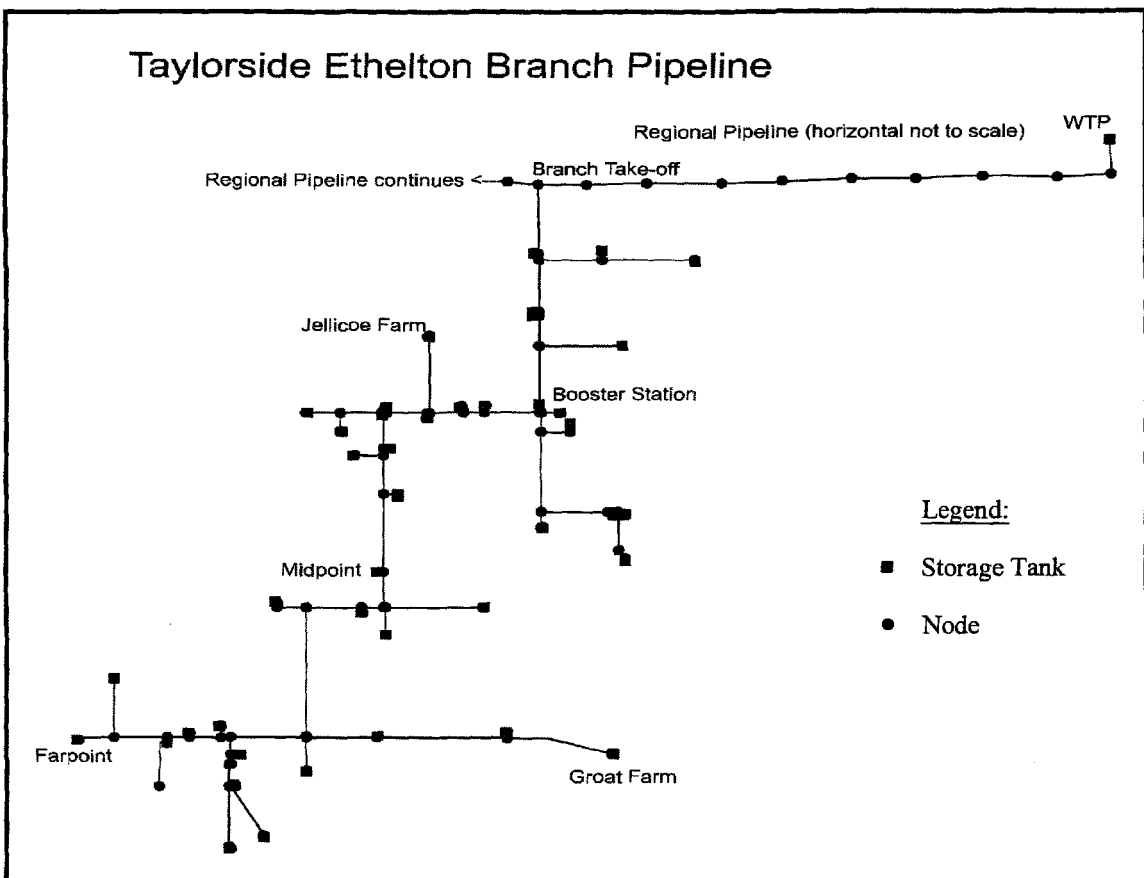 Taylorside Ethelton Branch Pipeline
Regional Pipeline (horizontal not to scale)
WTP
Branch Take-off
Regional Pipeline continues <
Jellicoe Farm
Booster Station
Legend:
Storage Tank
Midpoint
Node
Farpoint
Groat Farm